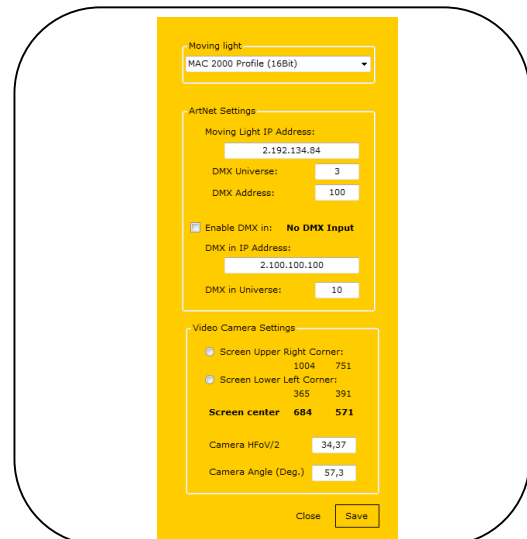 Moving light
MAC 2000 Profile (16Bit)
ArtNet Settings
Moving Light IP Address:
2.192.134.84
DMX Universe: 3
DMX Address: 100
Enable DMX in: No DMX Input
DMX in IP Address:
2.100.100.100
DMX in Universe: 10
Video Camera Settings
Screen Upper Right Corner:
1004 751
Screen Lower Left Corner:
365 391
Screen center 684 571
Camera HFoV/2 34,37
Camera Angle (Deg.) 57,3
Close Save